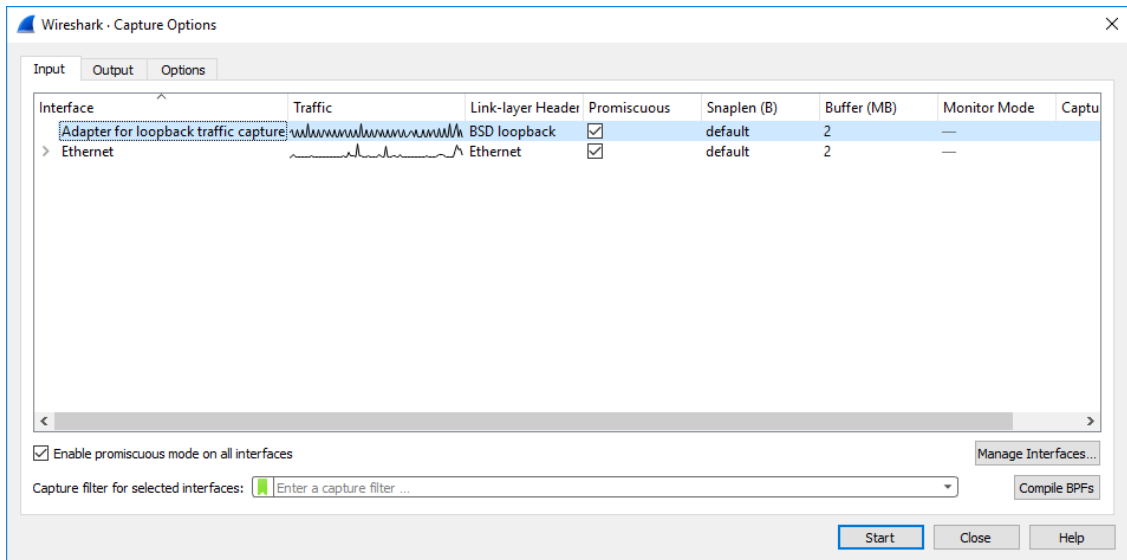 Wireshark · Capture Options
Input Output Options
Interface Traffic Link-layer Header Promiscuous Snaplen (B) Buffer (MB) Monitor Mode Captu
Adapter for loopback traffic capture BSD loopback default 2 —
Ethernet Ethernet default 2 —
Enable promiscuous mode on all interfaces Manage Interfaces...
Capture filter for selected interfaces: Enter a capture filter ... Compile BPFs
Start Close Help